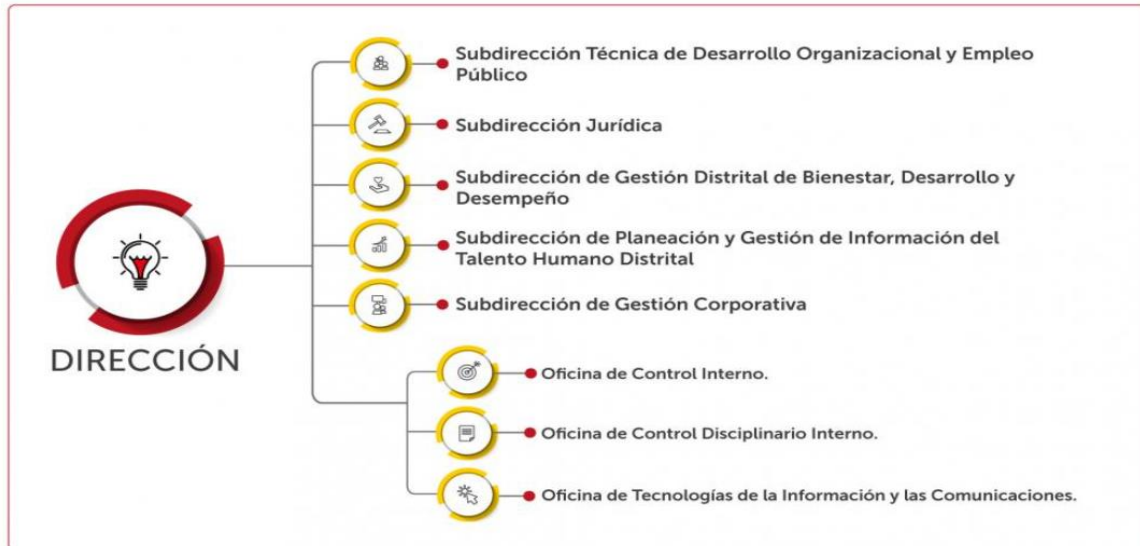 Subdirección Técnica de Desarrollo Organizacional y Empleo
Público
Subdirección Jurídica
Subdirección de Gestión Distrital de Bienestar, Desarrollo y
Desempeño
Subdirección de Planeación y Gestión de Información del
Talento Humano Distrital
Subdirección de Gestión Corporativa
DIRECCIÓN
Oficina de Control Interno.
Oficina de Control Disciplinario Interno.
Oficina de Tecnologías de la Información y las Comunicaciones.